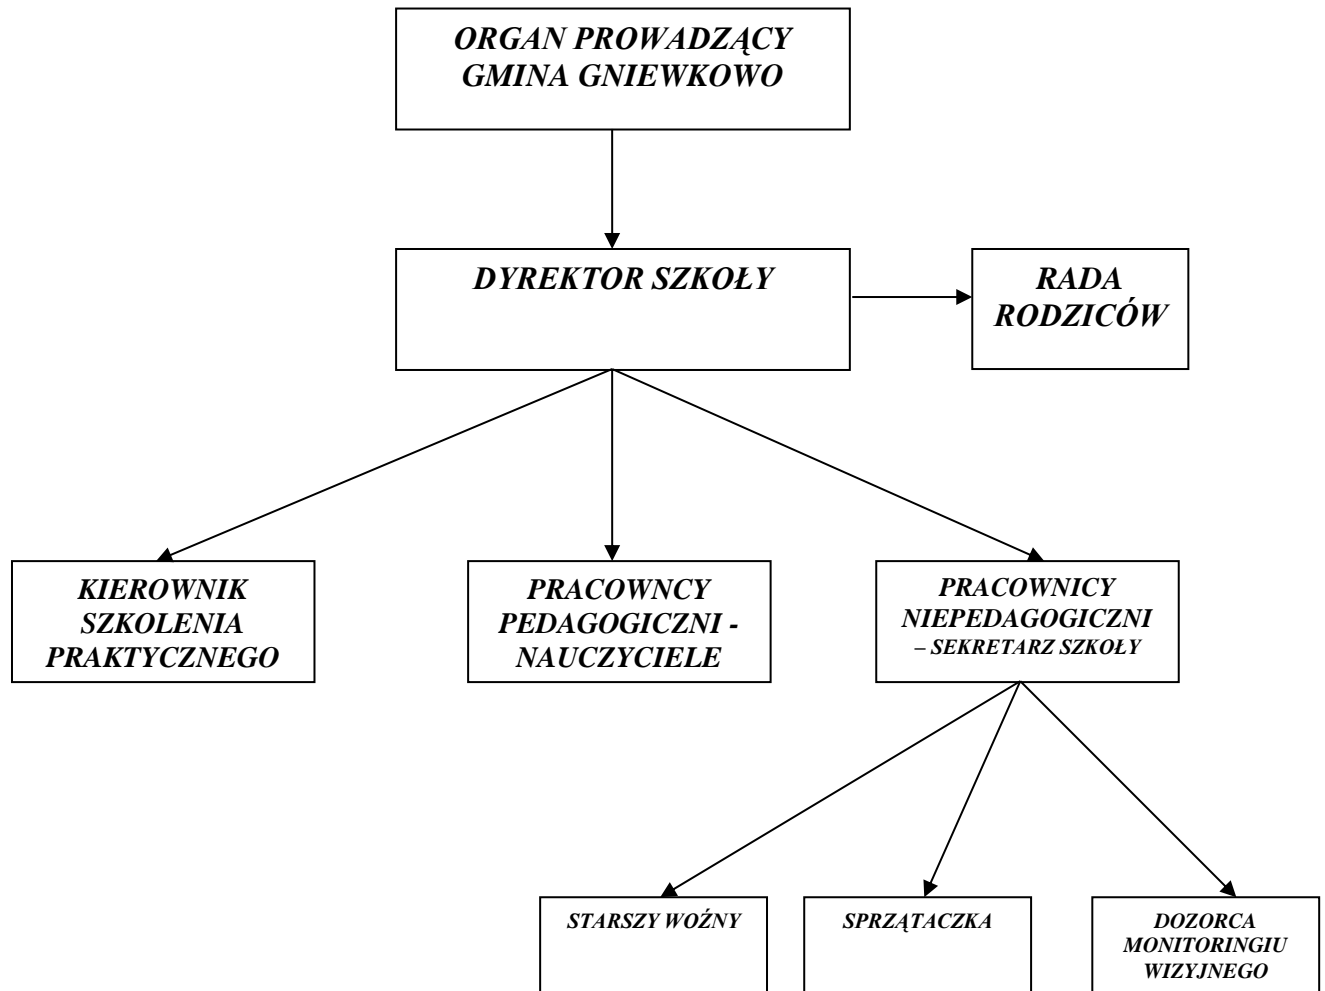 ORGAN PROWADZĄCY
GMINA GNIEWKOWO
DYREKTOR SZKOŁY
RADA
RODZICÓW
KIEROWNIK
SZKOLENIA
PRAKTYCZNEGO
PRACOWNCY
PEDAGOGICZNI -
NAUCZYCIELE
PRACOWNICY
NIEPEDAGOGICZNI
– SEKRETARZ SZKOŁY
STARSZY WOŹNY
SPRZĄTACZKA
DOZORCA
MONITORINGIU
WIZYJNEGO